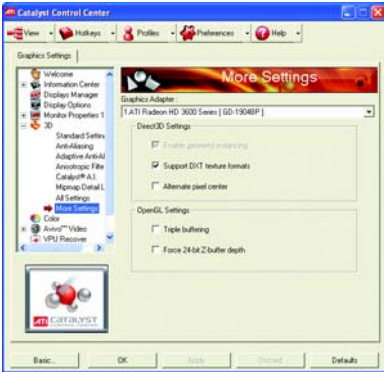 Catalyst Control Center
View Hotkeys Profiles Preferences Help
Graphics Settings
Welcome
Information Center
Displays Manager
Display Options
Monitor Properties 1
3D
Standard Settin
Anti-Aliasing
Adaptive Anti-Al
Anisotropic Filte
Catalyst® A.I.
Mipmap Detail L
All Settings
More Settings
Color
Avivo™ Video
VPU Recover
ATI CATALYST
CONTROL CENTER
More Settings
Graphics Adapter:
1.ATI Radeon HD 3600 Series [ GD-1904BP ]
Direct3D Settings
Enable geometry instancing
Support DXT texture formats
Alternate pixel center
OpenGL Settings
Triple buffering
Force 24-bit Z-buffer depth
Basic... OK Apply Discard Defaults